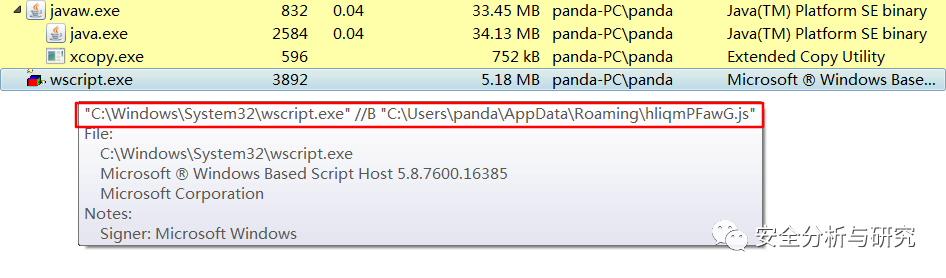 javaw.exe 832 0.04 33.45 MB panda-PC\panda Java(TM) Platform SE binary
java.exe 2584 0.04 34.13 MB panda-PC\panda Java(TM) Platform SE binary
xcopy.exe 596 752 kB panda-PC\panda Extended Copy Utility
wscript.exe 3892 5.18 MB panda-PC\panda Microsoft ® Windows Base...
"C:\Windows\System32\wscript.exe" //B "C:\Users\panda\AppData\Roaming\hliqmPFawG.js"
File:
C:\Windows\System32\wscript.exe
Microsoft ® Windows Based Script Host 5.8.7600.16385
Microsoft Corporation
Notes:
Signer: Microsoft Windows
安全分析与研究